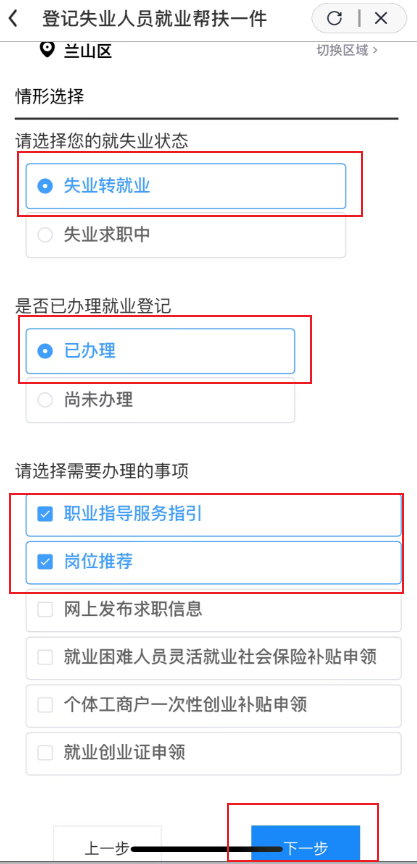 登记失业人员就业帮扶一件
兰山区 切换区域 >
情形选择
请选择您的就失业状态
失业转就业
失业求职中
是否已办理就业登记
已办理
尚未办理
请选择需要办理的事项
职业指导服务指引
岗位推荐
网上发布求职信息
就业困难人员灵活就业社会保险补贴申领
个体工商户一次性创业补贴申领
就业创业证申领
上一步 下一步